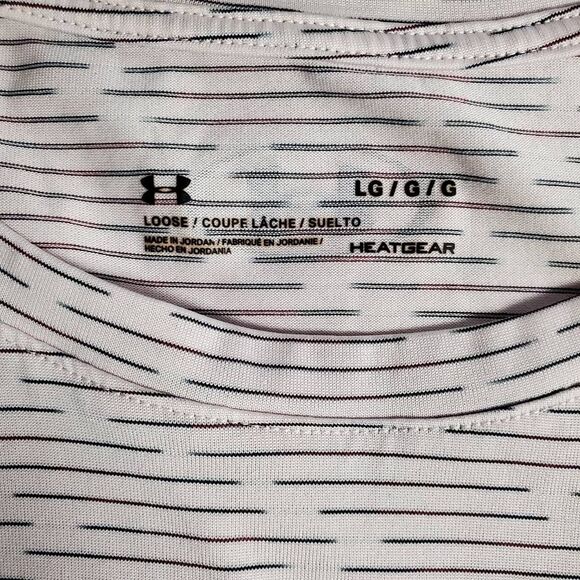 LG / G / G
LOOSE / COUPE LÂCHE / SUELTO
MADE IN JORDAN / FABRIQUÉ EN JORDANIE /
HECHO EN JORDANIA
HEATGEAR